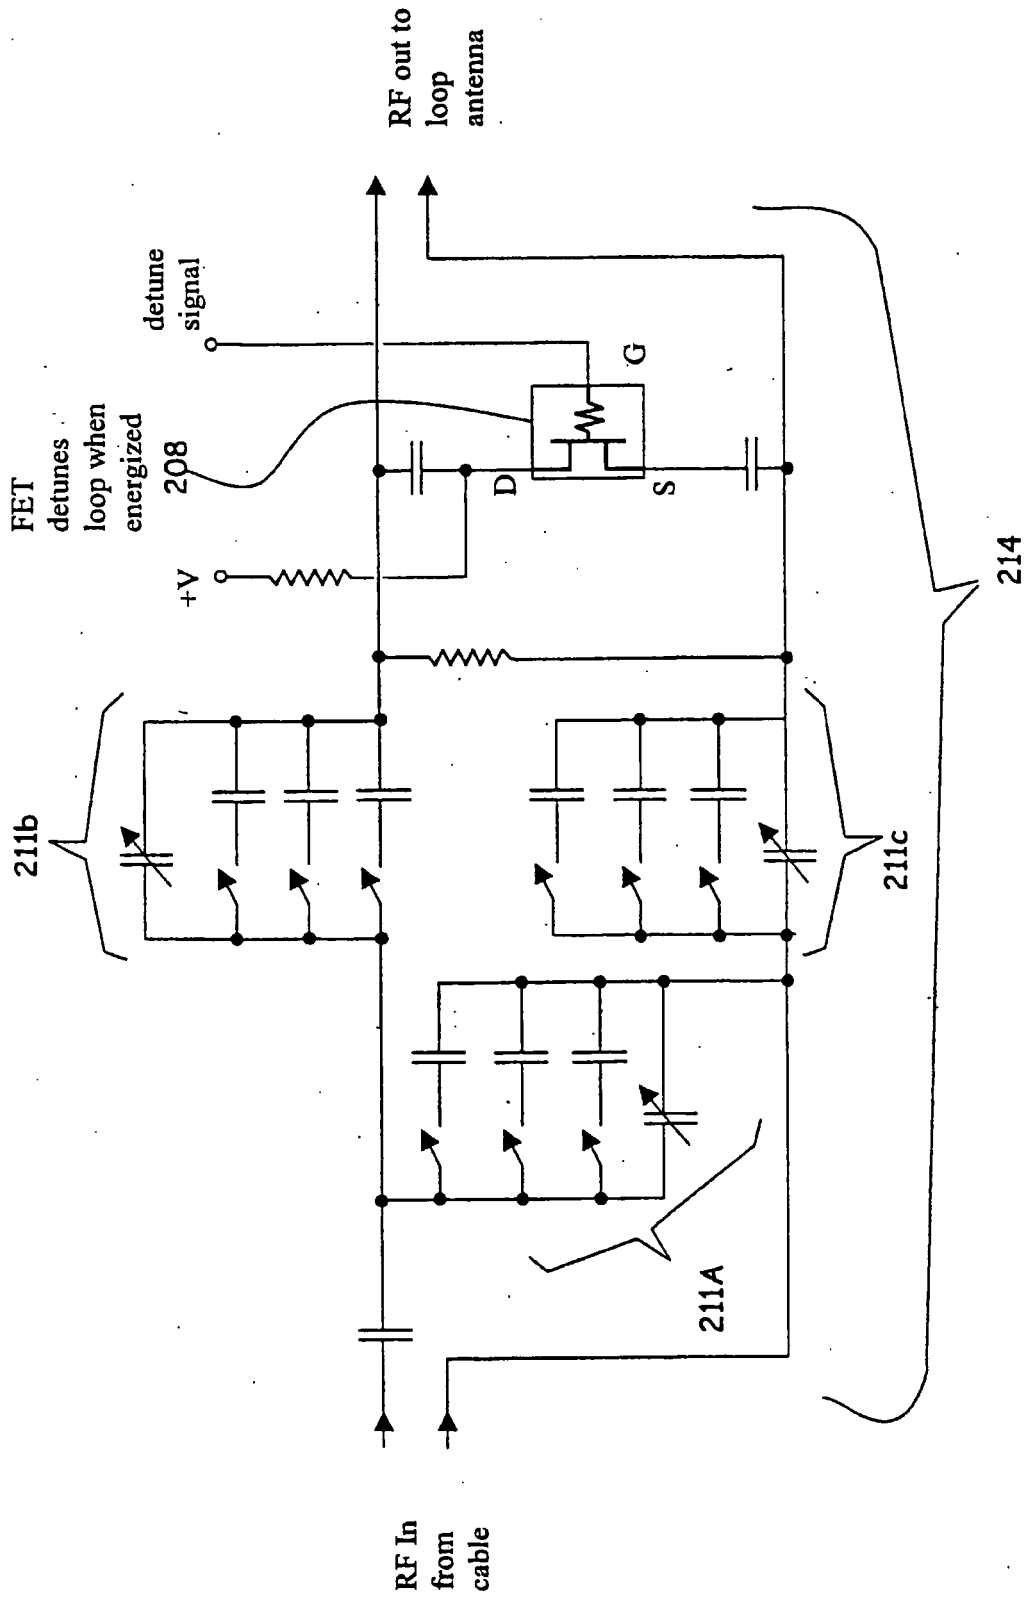 FET
detunes
loop when
energized
208
detune
signal
RF out to
loop
antenna
+V
D
G
S
211b
211c
211A
RF In
from
cable
214